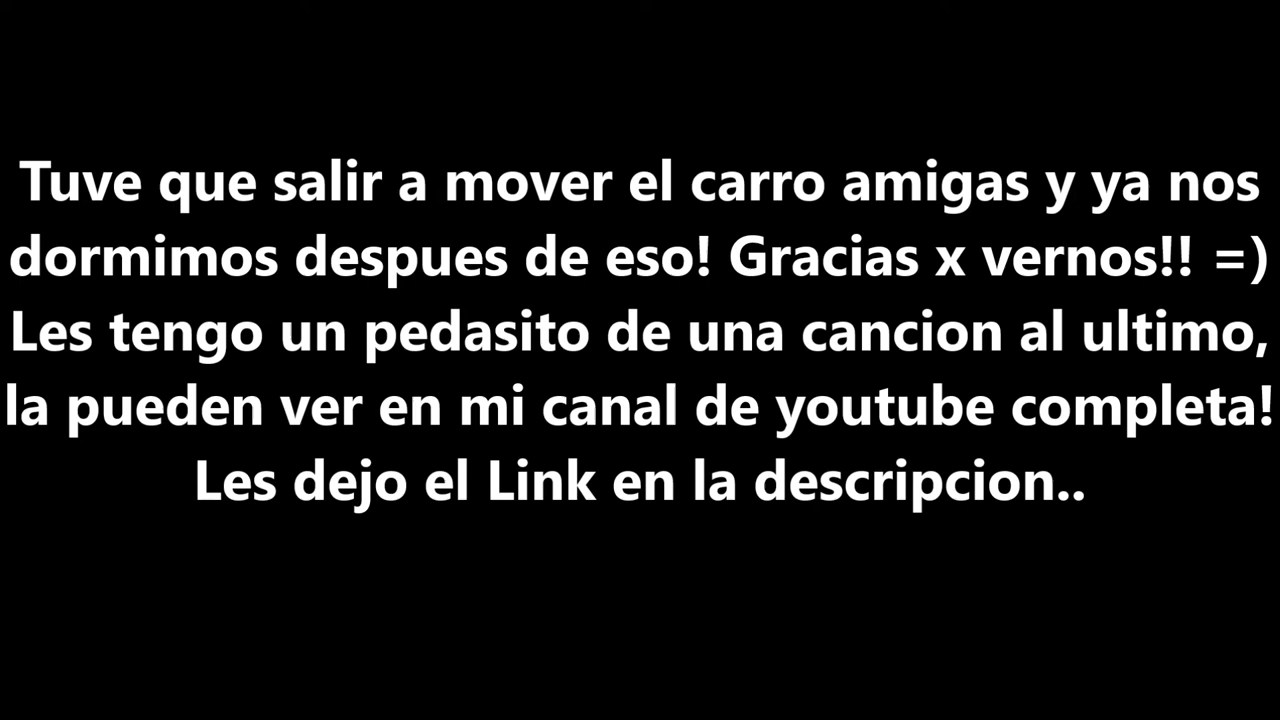 Tuve que salir a mover el carro amigas y ya nos
dormimos despues de eso! Gracias x vernos!! =)
Les tengo un pedasito de una cancion al ultimo,
la pueden ver en mi canal de youtube completa!
Les dejo el Link en la descripcion..